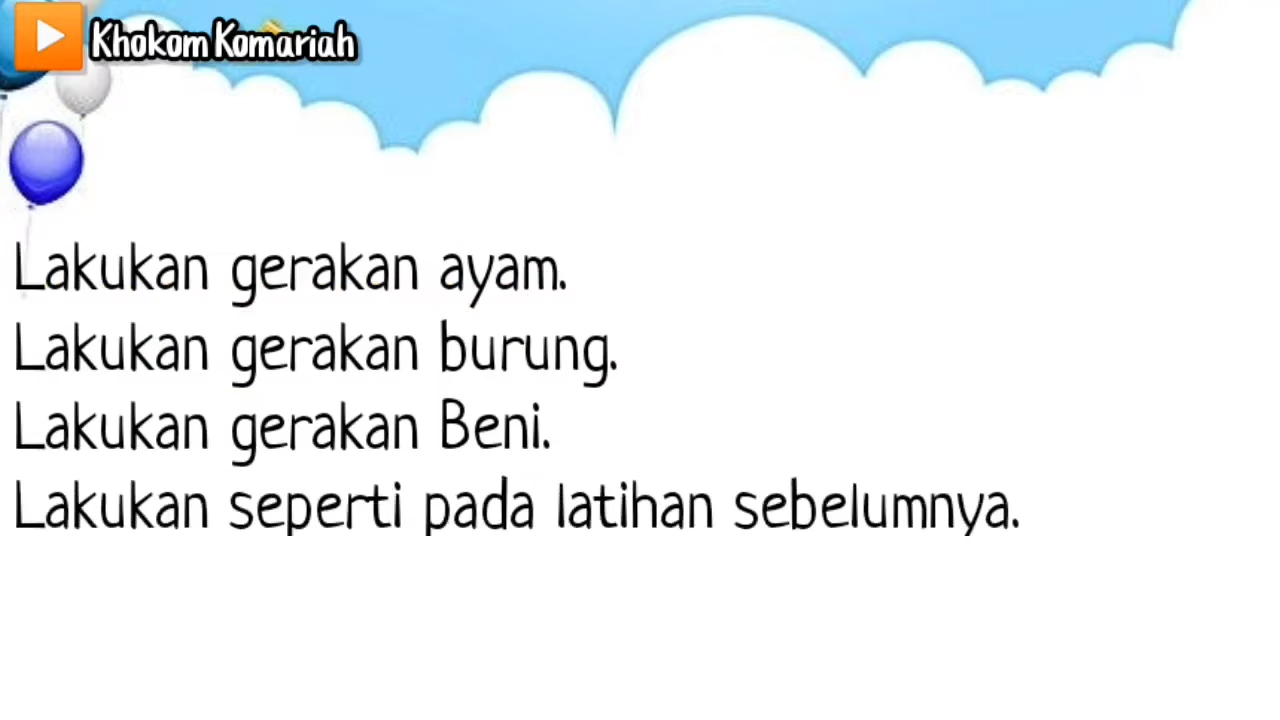 Khokom Komariah
Lakukan gerakan ayam.
Lakukan gerakan burung.
Lakukan gerakan Beni.
Lakukan seperti pada latihan sebelumnya.